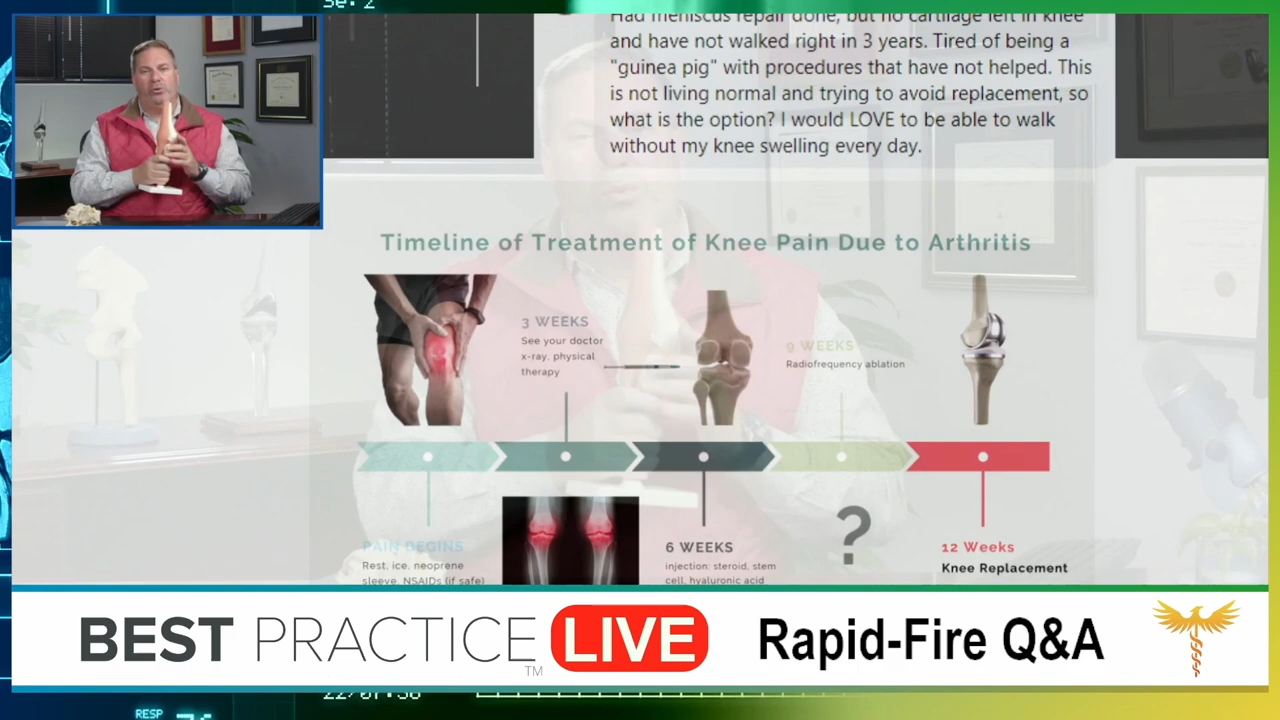 Had meniscus repair done, but no cartilage left in knee
and have not walked right in 3 years. Tired of being a
"guinea pig" with procedures that have not helped. This
is not living normal and trying to avoid replacement, so
what is the option? I would LOVE to be able to walk
without my knee swelling every day.
Timeline of Treatment of Knee Pain Due to Arthritis
3 WEEKS
See your doctor
x-ray, physical
therapy
9 WEEKS
Radiofrequency ablation
PAIN BEGINS
Rest, ice, neoprene
sleeve, NSAIDs (if safe)
6 WEEKS
injection: steroid, stem
cell, hyaluronic acid
?
12 Weeks
Knee Replacement
BEST PRACTICE LIVE
TM
Rapid-Fire Q&A
RESP